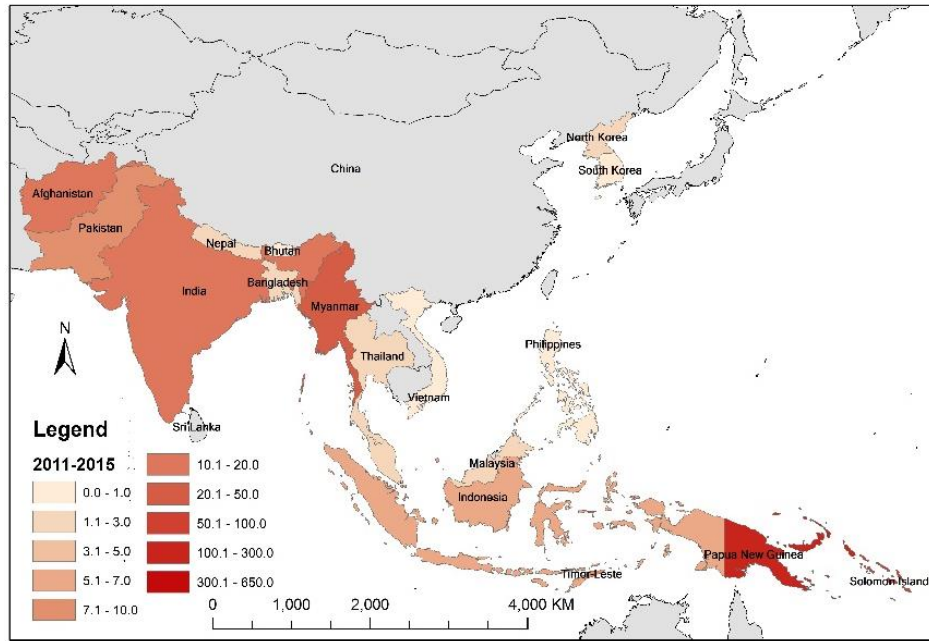 North Korea
South Korea
China
Afghanistan
Pakistan
Nepal
Bhutan
Bangladesh
India
Myanmar
N
Thailand
Philippines
Vietnam
Sri Lanka
Malaysia
Indonesia
Timor-Leste
Papua New Guinea
Solomon Island
Legend
2011-2015
0.0 - 1.0
1.1 - 3.0
3.1 - 5.0
5.1 - 7.0
7.1 - 10.0
10.1 - 20.0
20.1 - 50.0
50.1 - 100.0
100.1 - 300.0
300.1 - 650.0
0 1,000 2,000 4,000 KM